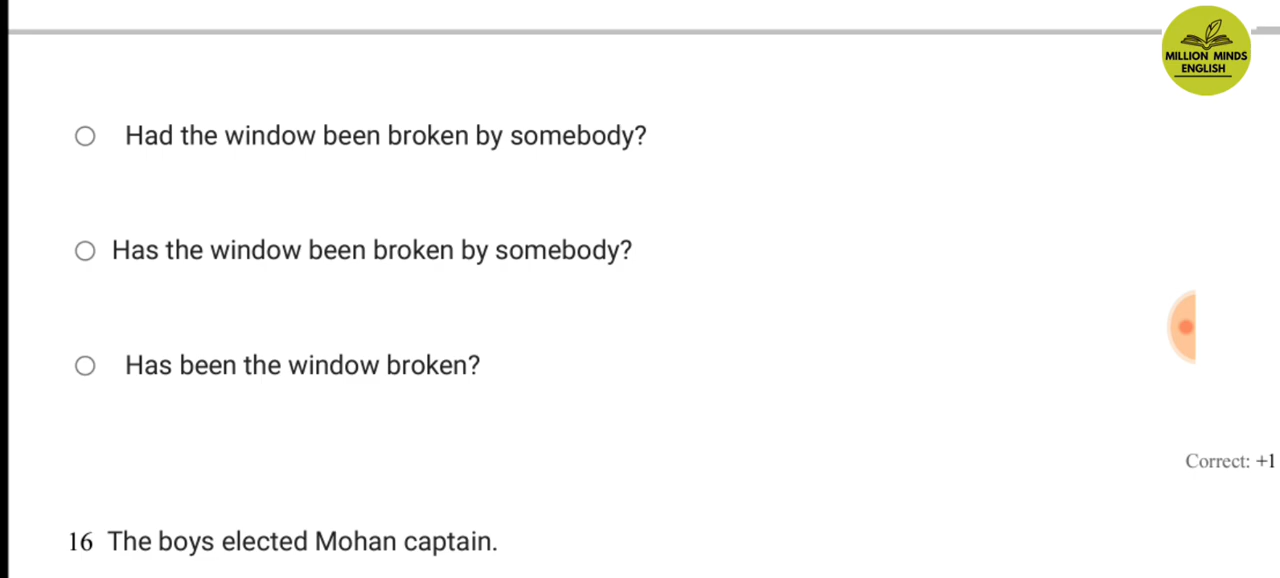 MILLION MINDS
ENGLISH
Had the window been broken by somebody?
Has the window been broken by somebody?
Has been the window broken?
Correct: +1
16 The boys elected Mohan captain.